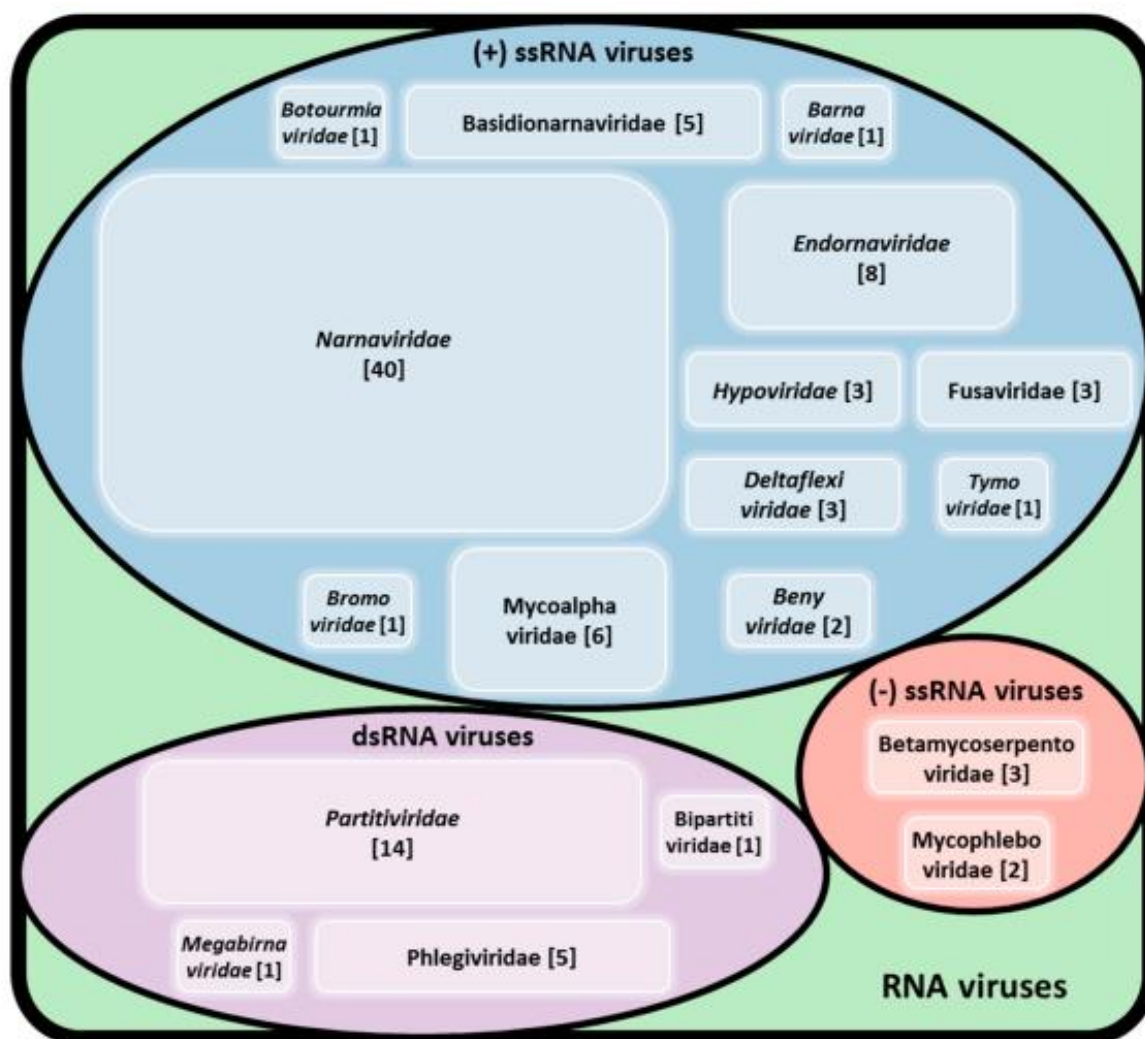 (+) ssRNA viruses
Botourmia
viridae [1]
Basidionarnaviridae [5]
Barna
viridae [1]
Narnaviridae
[40]
Endornaviridae
[8]
Hypoviridae [3]
Fusaviridae [3]
Deltaflexi
viridae [3]
Tymo
viridae [1]
Bromo
viridae [1]
Mycoalpha
viridae [6]
Beny
viridae [2]
(-) ssRNA viruses
Betamycoserpento
viridae [3]
Mycophlebo
viridae [2]
dsRNA viruses
Partitiviridae
[14]
Bipartiti
viridae [1]
Megabirna
viridae [1]
Phlegiviridae [5]
RNA viruses